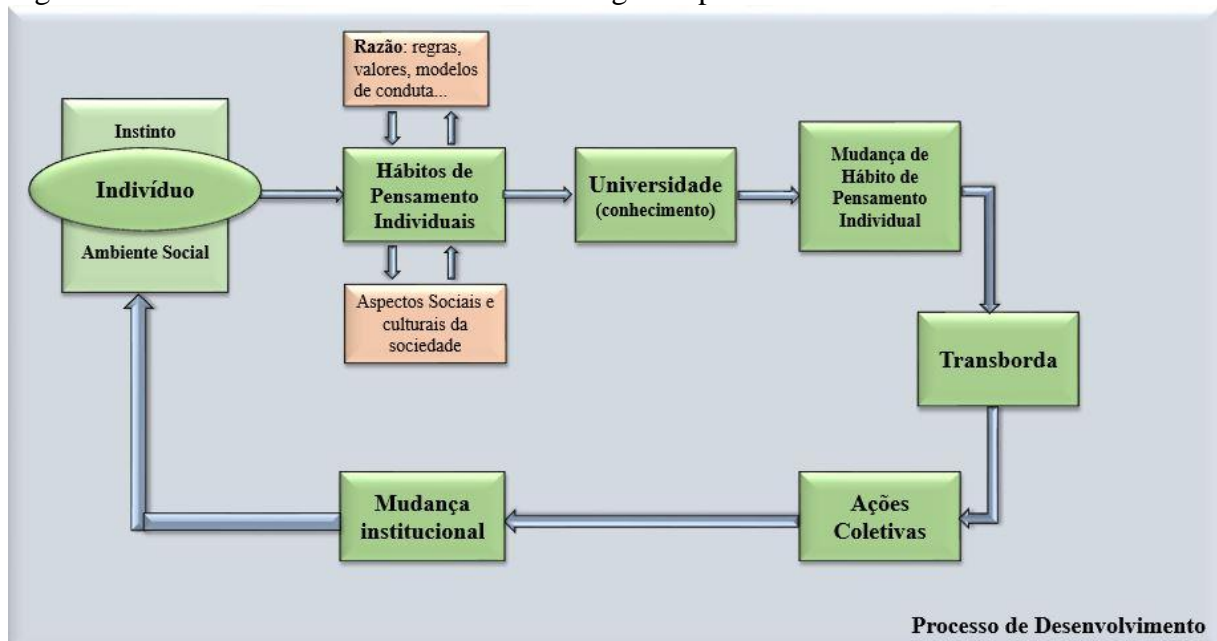 Razão: regras,
valores, modelos
de conduta...
Instinto
Indivíduo
Ambiente Social
Hábitos de
Pensamento
Individuais
Universidade
(conhecimento)
Mudança de
Hábito de
Pensamento
Individual
Aspectos Sociais e
culturais da
sociedade
Transborda
Mudança
institucional
Ações
Coletivas
Processo de Desenvolvimento